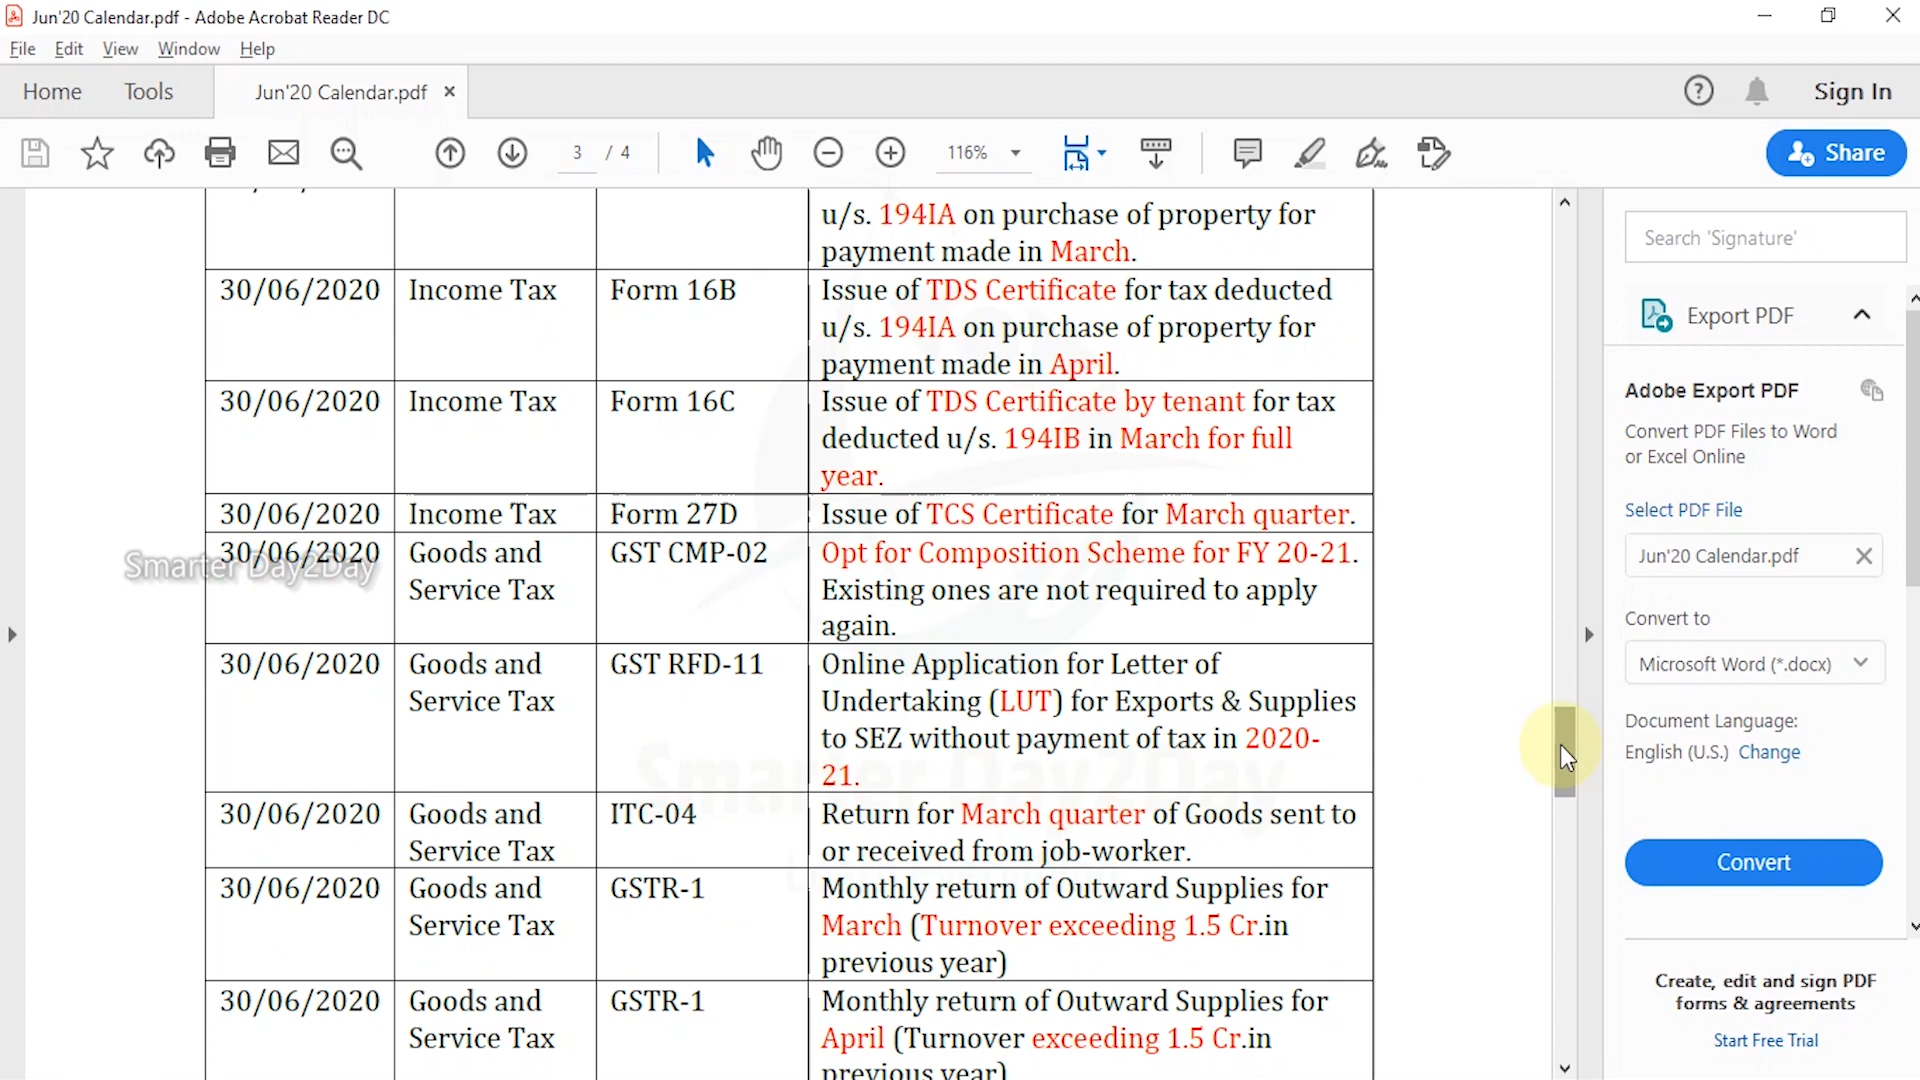 Jun'20 Calendar.pdf - Adobe Acrobat Reader DC
File Edit View Window Help
Home Tools Jun'20 Calendar.pdf × Sign In
3 / 4 116% Share
u/s. 194IA on purchase of property for
payment made in March.
30/06/2020 Income Tax Form 16B Issue of TDS Certificate for tax deducted
u/s. 194IA on purchase of property for
payment made in April.
30/06/2020 Income Tax Form 16C Issue of TDS Certificate by tenant for tax
deducted u/s. 194IB in March for full
year.
30/06/2020 Income Tax Form 27D Issue of TCS Certificate for March quarter.
30/06/2020 Goods and GST CMP-02 Opt for Composition Scheme for FY 20-21.
Service Tax Existing ones are not required to apply
again.
Smarter Day2Day
30/06/2020 Goods and GST RFD-11 Online Application for Letter of
Service Tax Undertaking (LUT) for Exports & Supplies
to SEZ without payment of tax in 2020-
21.
Smarter Day2Day
30/06/2020 Goods and ITC-04 Return for March quarter of Goods sent to
Service Tax or received from job-worker.
30/06/2020 Goods and GSTR-1 Monthly return of Outward Supplies for
Service Tax March (Turnover exceeding 1.5 Cr.in
previous year)
30/06/2020 Goods and GSTR-1 Monthly return of Outward Supplies for
Service Tax April (Turnover exceeding 1.5 Cr.in
previous year)
Search 'Signature'
Export PDF
Adobe Export PDF
Convert PDF Files to Word
or Excel Online
Select PDF File
Jun'20 Calendar.pdf
Convert to
Microsoft Word (*.docx)
Document Language:
English (U.S.) Change
Convert
Create, edit and sign PDF
forms & agreements
Start Free Trial